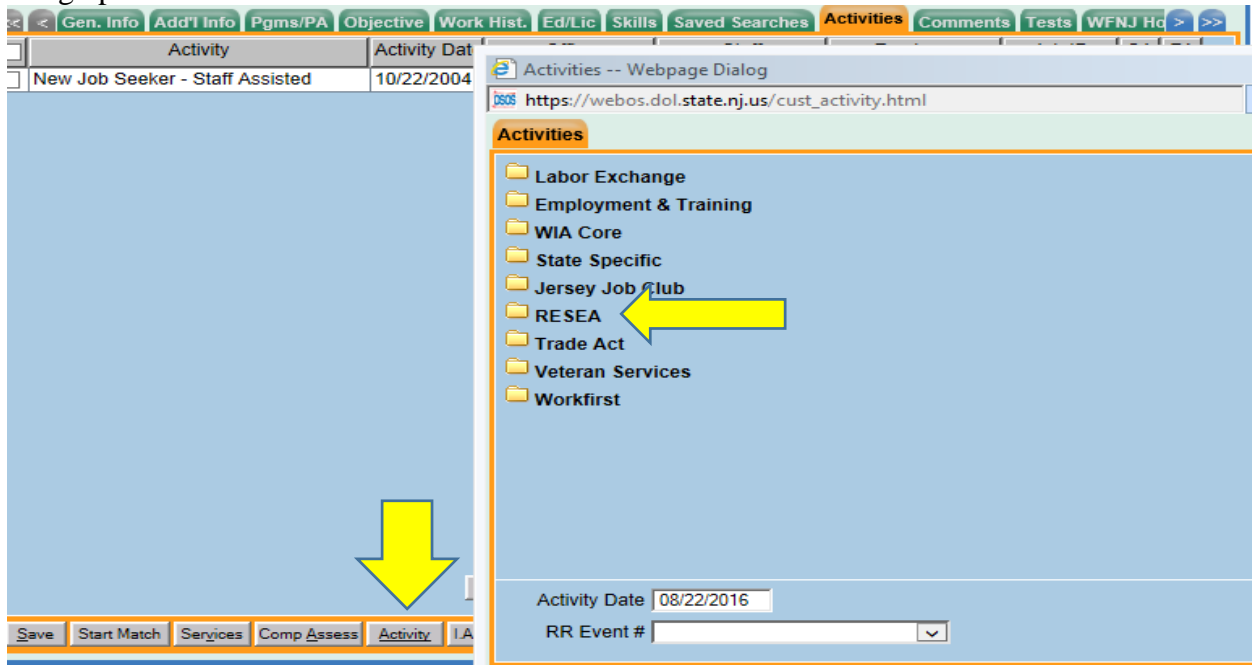 << < Gen. Info Add'l Info Pgms/PA Objective Work Hist. Ed/Lic Skills Saved Searches Activities Comments Tests WFNJ > >>
Activity Activity Dat
New Job Seeker - Staff Assisted 10/22/2004
Activities -- Webpage Dialog
https://webos.dol.state.nj.us/cust_activity.html
Activities
Labor Exchange
Employment & Training
WIA Core
State Specific
Jersey Job Club
RESEA
Trade Act
Veteran Services
Workfirst
Activity Date 08/22/2016
RR Event #
Save Start Match Services Comp Assess Activity I.A